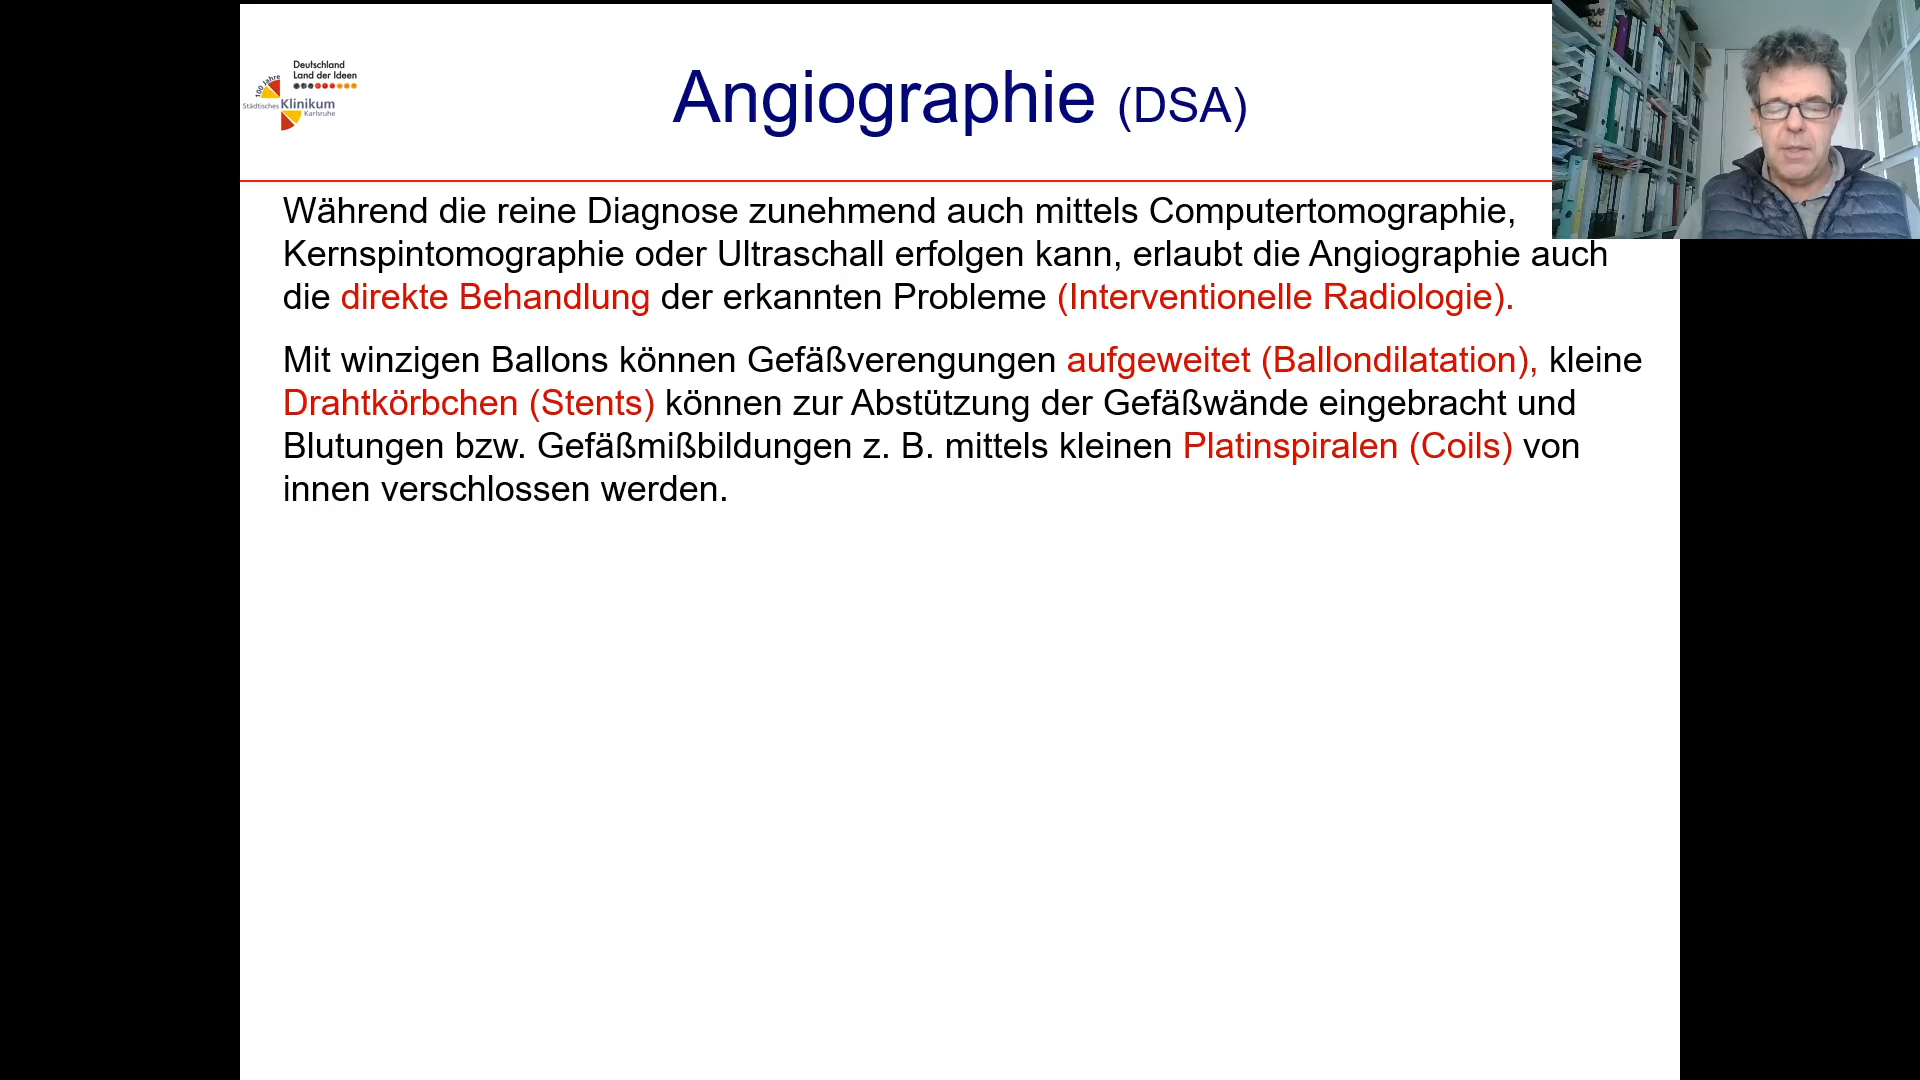 Deutschland
Land der Ideen
100 Jahre
Städtisches Klinikum
Karlsruhe
Angiographie (DSA)
Während die reine Diagnose zunehmend auch mittels Computertomographie,
Kernspintomographie oder Ultraschall erfolgen kann, erlaubt die Angiographie auch
die direkte Behandlung der erkannten Probleme (Interventionelle Radiologie).
Mit winzigen Ballons können Gefäßverengungen aufgeweitet (Ballondilatation), kleine
Drahtkörbchen (Stents) können zur Abstützung der Gefäßwände eingebracht und
Blutungen bzw. Gefäßmißbildungen z. B. mittels kleinen Platinspiralen (Coils) von
innen verschlossen werden.